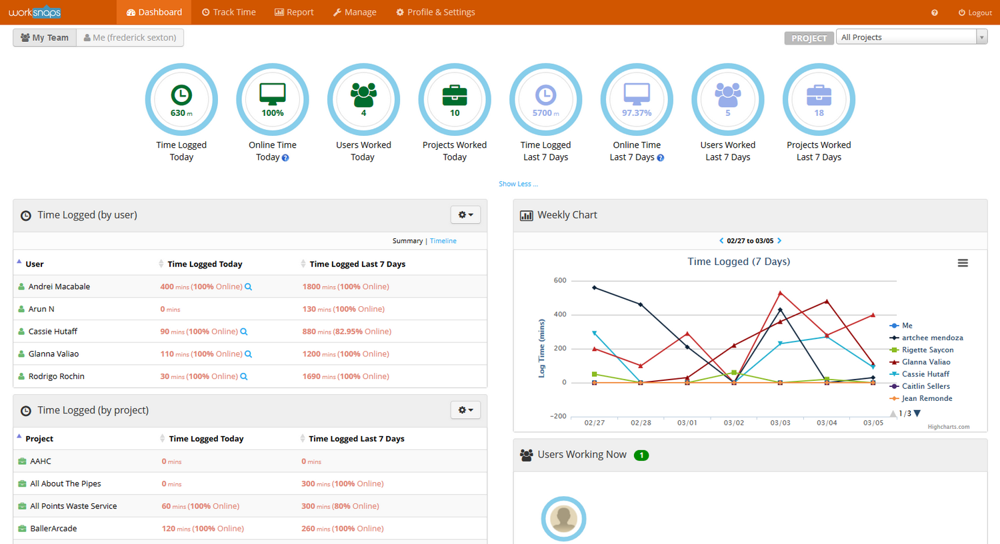 worksnaps Dashboard Track Time Report Manage Profile & Settings ? Logout
My Team Me (frederick sexton) PROJECT All Projects
630 m 100% 4 10 5700 m 97.37% 5 18
Time Logged Online Time Users Worked Projects Worked Time Logged Online Time Users Worked Projects Worked
Today Today ? Today Today Last 7 Days Last 7 Days ? Last 7 Days Last 7 Days
Show Less ...
Time Logged (by user)
Summary | Timeline
User Time Logged Today Time Logged Last 7 Days
Andrei Macabale 400 mins (100% Online) 1800 mins (100% Online)
Arun N 0 mins 130 mins (100% Online)
Cassie Hutaff 90 mins (100% Online) 880 mins (82.95% Online)
Glanna Valiao 110 mins (100% Online) 1200 mins (100% Online)
Rodrigo Rochin 30 mins (100% Online) 1690 mins (100% Online)
Time Logged (by project)
Project Time Logged Today Time Logged Last 7 Days
AAHC 0 mins 0 mins
All About The Pipes 0 mins 300 mins (100% Online)
All Points Waste Service 60 mins (100% Online) 300 mins (80% Online)
BallerArcade 120 mins (100% Online) 260 mins (100% Online)
Weekly Chart
02/27 to 03/05
Time Logged (7 Days)
Log Time (mins)
600
400
200
0
-200
02/27 02/28 03/01 03/02 03/03 03/04 03/05
Me
artchee mendoza
Rigette Saycon
Glanna Valiao
Cassie Hutaff
Caitlin Sellers
Jean Remonde
1/3
Highcharts.com
Users Working Now 1